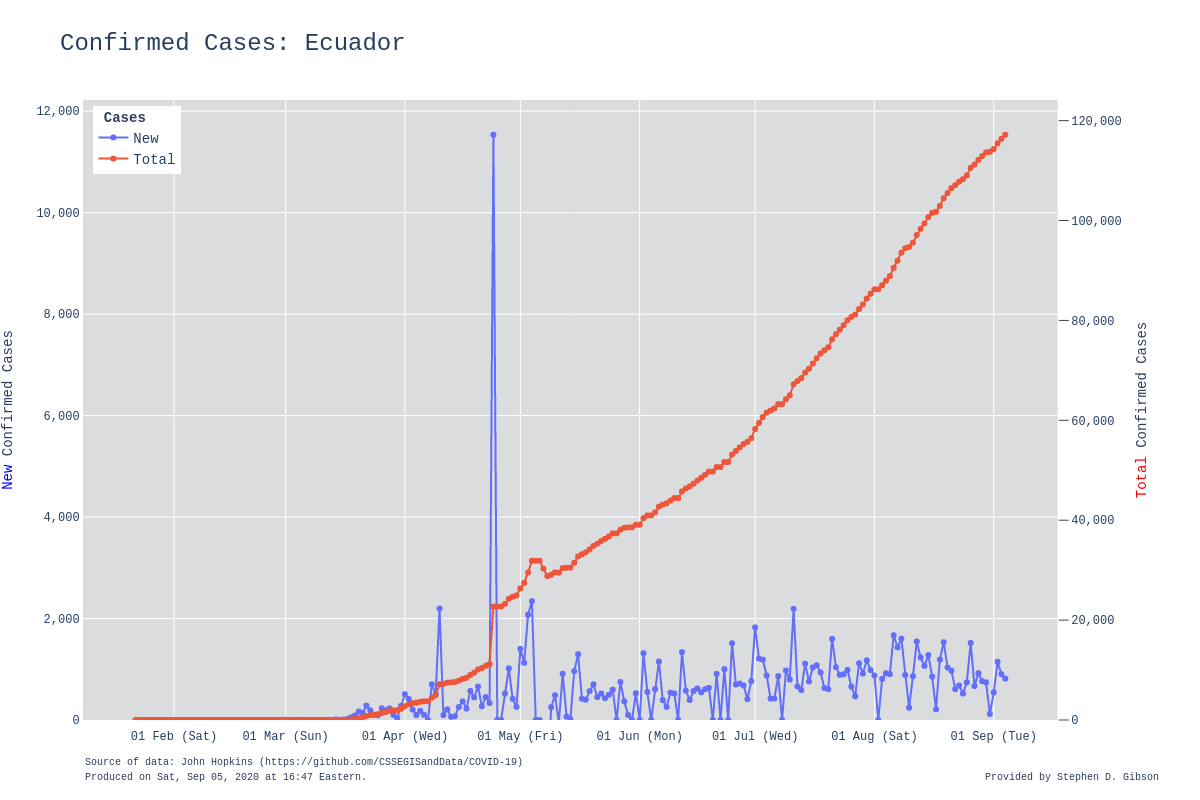 Confirmed Cases: Ecuador
Cases
New
Total
12,000
10,000
8,000
6,000
4,000
2,000
0
New Confirmed Cases
120,000
100,000
80,000
60,000
40,000
20,000
0
Total Confirmed Cases
01 Feb (Sat) 01 Mar (Sun) 01 Apr (Wed) 01 May (Fri) 01 Jun (Mon) 01 Jul (Wed) 01 Aug (Sat) 01 Sep (Tue)
Source of data: John Hopkins (https://github.com/CSSEGISandData/COVID-19)
Produced on Sat, Sep 05, 2020 at 16:47 Eastern.
Provided by Stephen D. Gibson